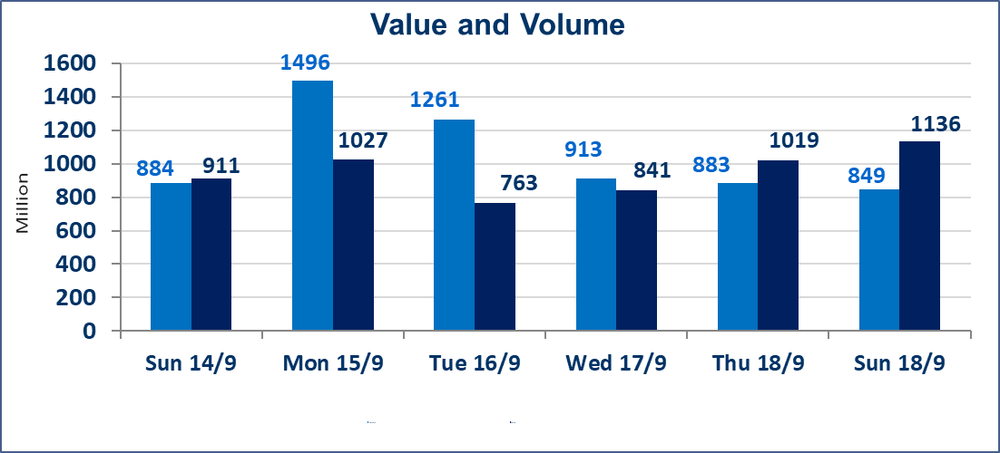 Value and Volume
Million
1600
1400
1200
1000
800
600
400
200
0
884
911
1496
1027
1261
763
913
841
883
1019
849
1136
Sun 14/9
Mon 15/9
Tue 16/9
Wed 17/9
Thu 18/9
Sun 18/9